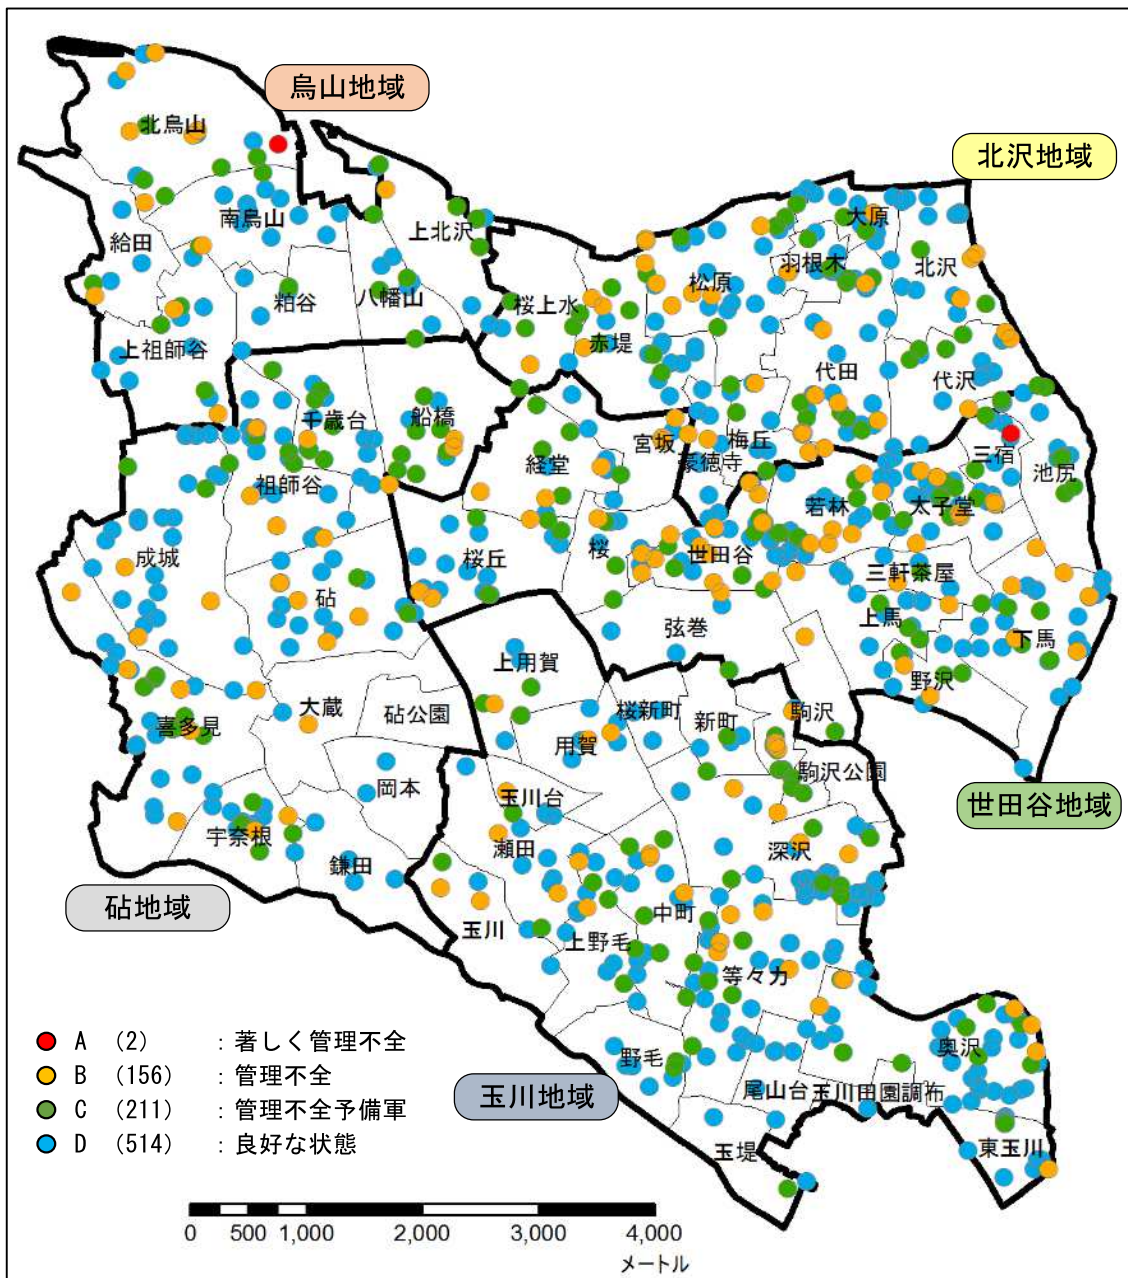 烏山地域
北沢地域
北烏山
大原
南烏山
上北沢
給田
羽根木
北沢
松原
粕谷
八幡山
桜上水
赤堤
上祖師谷
代田
代沢
千歳台
船橋
宮坂
梅丘
豪徳寺
三宿
経堂
池尻
祖師谷
若林
太子堂
成城
桜丘
桜
世田谷
三軒茶屋
砧
弦巻
上馬
下馬
上用賀
野沢
大蔵
砧公園
桜新町
新町
駒沢
喜多見
用賀
駒沢公園
岡本
玉川台
世田谷地域
宇奈根
瀬田
深沢
鎌田
砧地域
中町
玉川
上野毛
等々力
A (2) :著しく管理不全
B (156) :管理不全
C (211) :管理不全予備軍
D (514) :良好な状態
奥沢
野毛
玉川地域
尾山台
玉川田園調布
玉堤
東玉川
0 500 1,000 2,000 3,000 4,000
メートル